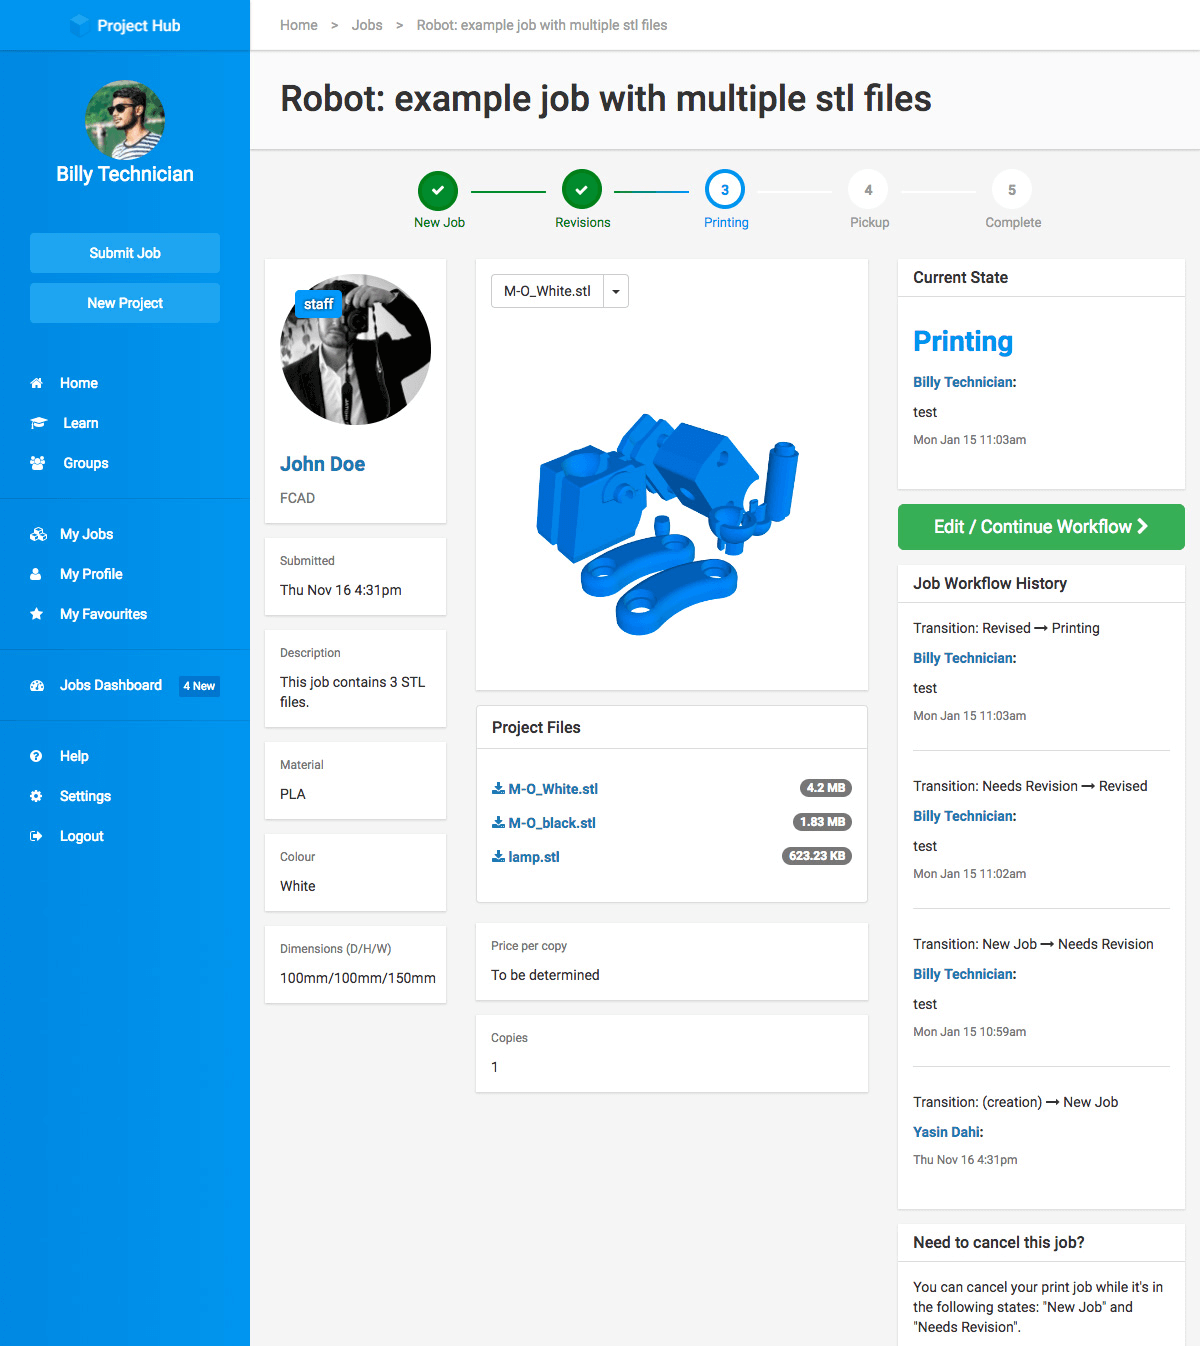 Project Hub
Home > Jobs > Robot: example job with multiple stl files
Billy Technician
Submit Job
New Project
Home
Learn
Groups
My Jobs
My Profile
My Favourites
Jobs Dashboard 4 New
Help
Settings
Logout
Robot: example job with multiple stl files
3 4 5
New Job Revisions Printing Pickup Complete
staff
John Doe
FCAD
Submitted
Thu Nov 16 4:31pm
Description
This job contains 3 STL
files.
Material
PLA
Colour
White
Dimensions (D/H/W)
100mm/100mm/150mm
M-O_White.stl
Project Files
M-O_White.stl 4.2 MB
M-O_black.stl 1.83 MB
lamp.stl 623.23 KB
Price per copy
To be determined
Copies
1
Current State
Printing
Billy Technician:
test
Mon Jan 15 11:03am
Edit / Continue Workflow
Job Workflow History
Transition: Revised → Printing
Billy Technician:
test
Mon Jan 15 11:03am
Transition: Needs Revision → Revised
Billy Technician:
test
Mon Jan 15 11:02am
Transition: New Job → Needs Revision
Billy Technician:
test
Mon Jan 15 10:59am
Transition: (creation) → New Job
Yasin Dahi:
Thu Nov 16 4:31pm
Need to cancel this job?
You can cancel your print job while it's in
the following states: "New Job" and
"Needs Revision".